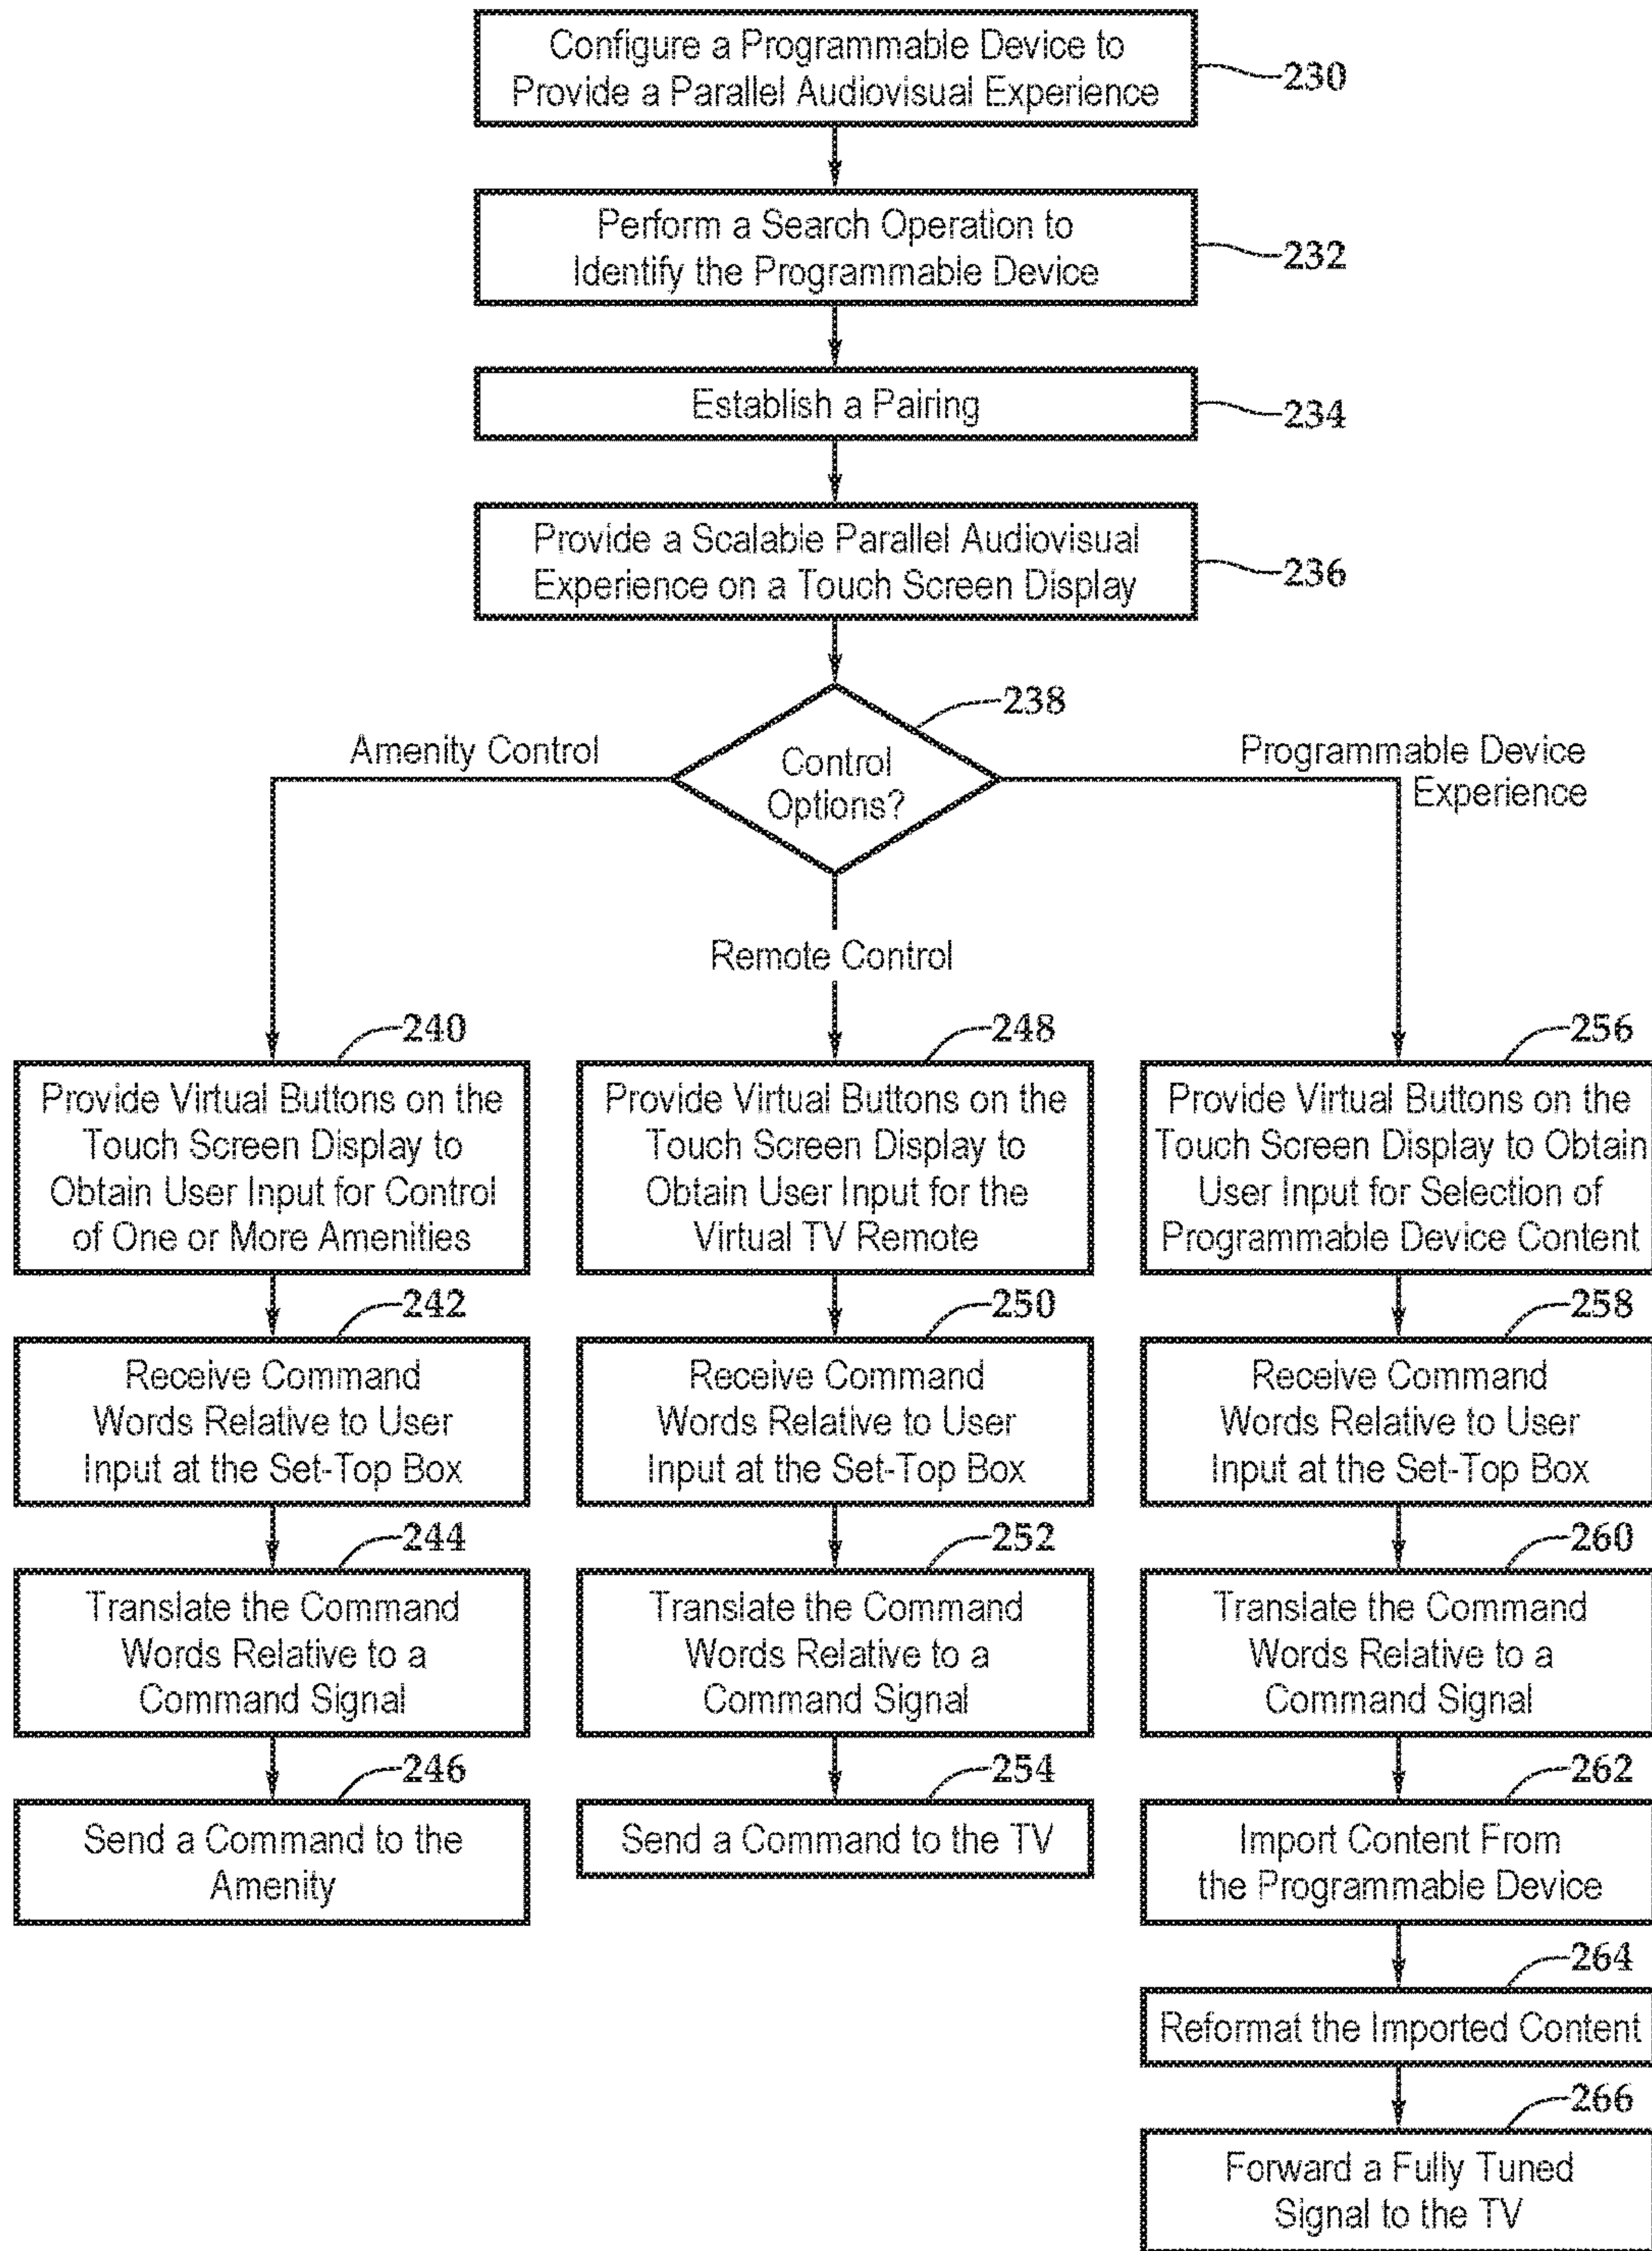 Configure a Programmable Device to
Provide a Parallel Audiovisual Experience
230
Perform a Search Operation to
Identify the Programmable Device
232
Establish a Pairing
234
Provide a Scalable Parallel Audiovisual
Experience on a Touch Screen Display
236
238
Control
Options?
Amenity Control
Remote Control
Programmable Device
Experience
240
Provide Virtual Buttons on the
Touch Screen Display to
Obtain User Input for Control
of One or More Amenities
242
Receive Command
Words Relative to User
Input at the Set-Top Box
244
Translate the Command
Words Relative to a
Command Signal
246
Send a Command to the
Amenity
248
Provide Virtual Buttons on the
Touch Screen Display to
Obtain User Input for the
Virtual TV Remote
250
Receive Command
Words Relative to User
Input at the Set-Top Box
252
Translate the Command
Words Relative to a
Command Signal
254
Send a Command to the TV
256
Provide Virtual Buttons on the
Touch Screen Display to Obtain
User Input for Selection of
Programmable Device Content
258
Receive Command
Words Relative to User
Input at the Set-Top Box
260
Translate the Command
Words Relative to a
Command Signal
262
Import Content From
the Programmable Device
264
Reformat the Imported Content
266
Forward a Fully Tuned
Signal to the TV